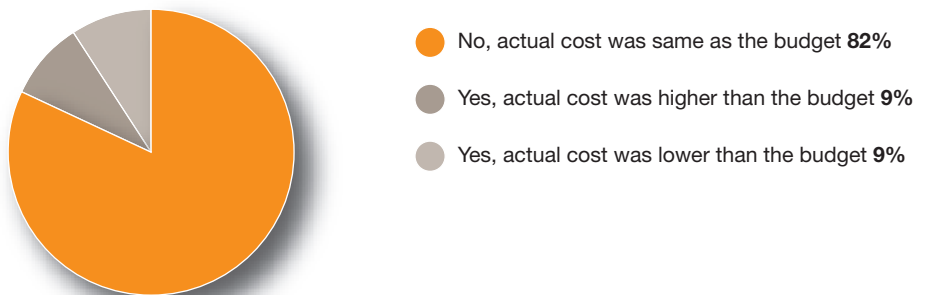 No, actual cost was same as the budget 82%
Yes, actual cost was higher than the budget 9%
Yes, actual cost was lower than the budget 9%